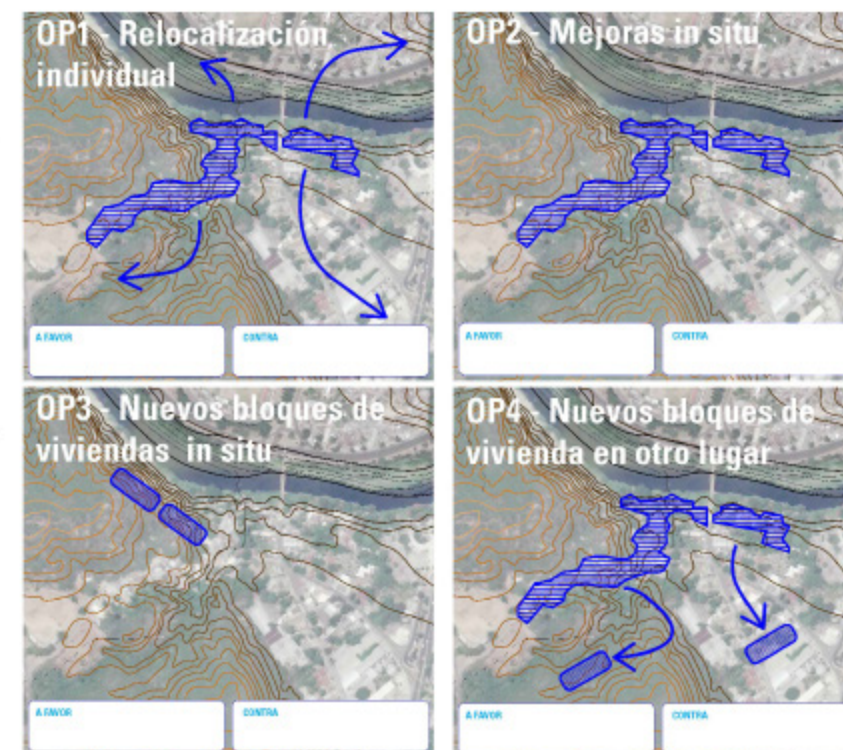 OP1 - Relocalización
individual
A FAVOR
CONTRA
OP2 - Mejoras in situ
A FAVOR
CONTRA
OP3 - Nuevos bloques de
viviendas in situ
A FAVOR
CONTRA
OP4 - Nuevos bloques de
vivienda en otro lugar
A FAVOR
CONTRA